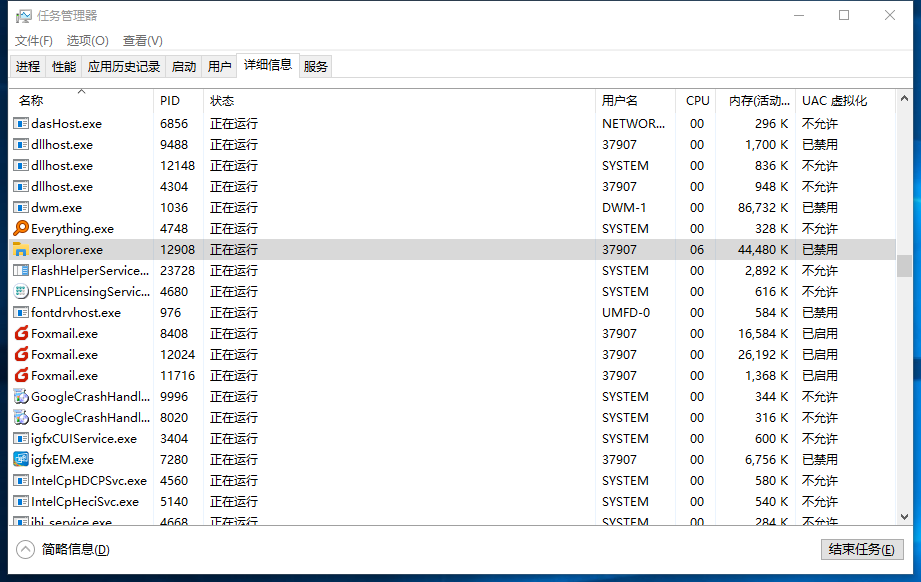 任务管理器
文件(F) 选项(O) 查看(V)
进程 性能 应用历史记录 启动 用户 详细信息 服务
名称 PID 状态 用户名 CPU 内存(活动... UAC 虚拟化
dasHost.exe 6856 正在运行 NETWOR... 00 296 K 不允许
dllhost.exe 9488 正在运行 37907 00 1,700 K 已禁用
dllhost.exe 12148 正在运行 SYSTEM 00 836 K 不允许
dllhost.exe 4304 正在运行 37907 00 948 K 不允许
dwm.exe 1036 正在运行 DWM-1 00 86,732 K 已禁用
Everything.exe 4748 正在运行 SYSTEM 00 328 K 不允许
explorer.exe 12908 正在运行 37907 06 44,480 K 已禁用
FlashHelperService... 23728 正在运行 SYSTEM 00 2,892 K 不允许
FNPLicensingServic... 4680 正在运行 SYSTEM 00 616 K 不允许
fontdrvhost.exe 976 正在运行 UMFD-0 00 584 K 已禁用
Foxmail.exe 8408 正在运行 37907 00 16,584 K 已启用
Foxmail.exe 12024 正在运行 37907 00 26,192 K 已启用
Foxmail.exe 11716 正在运行 37907 00 1,368 K 已启用
GoogleCrashHandl... 9996 正在运行 SYSTEM 00 344 K 不允许
GoogleCrashHandl... 8020 正在运行 SYSTEM 00 316 K 不允许
igfxCUIService.exe 3404 正在运行 SYSTEM 00 600 K 不允许
igfxEM.exe 7280 正在运行 37907 00 6,756 K 已禁用
IntelCpHDCPSvc.exe 4560 正在运行 SYSTEM 00 580 K 不允许
IntelCpHeciSvc.exe 5140 正在运行 SYSTEM 00 540 K 不允许
jhi_service.exe 4668 正在运行 SYSTEM 00 284 K 不允许
简略信息(D) 结束任务(E)